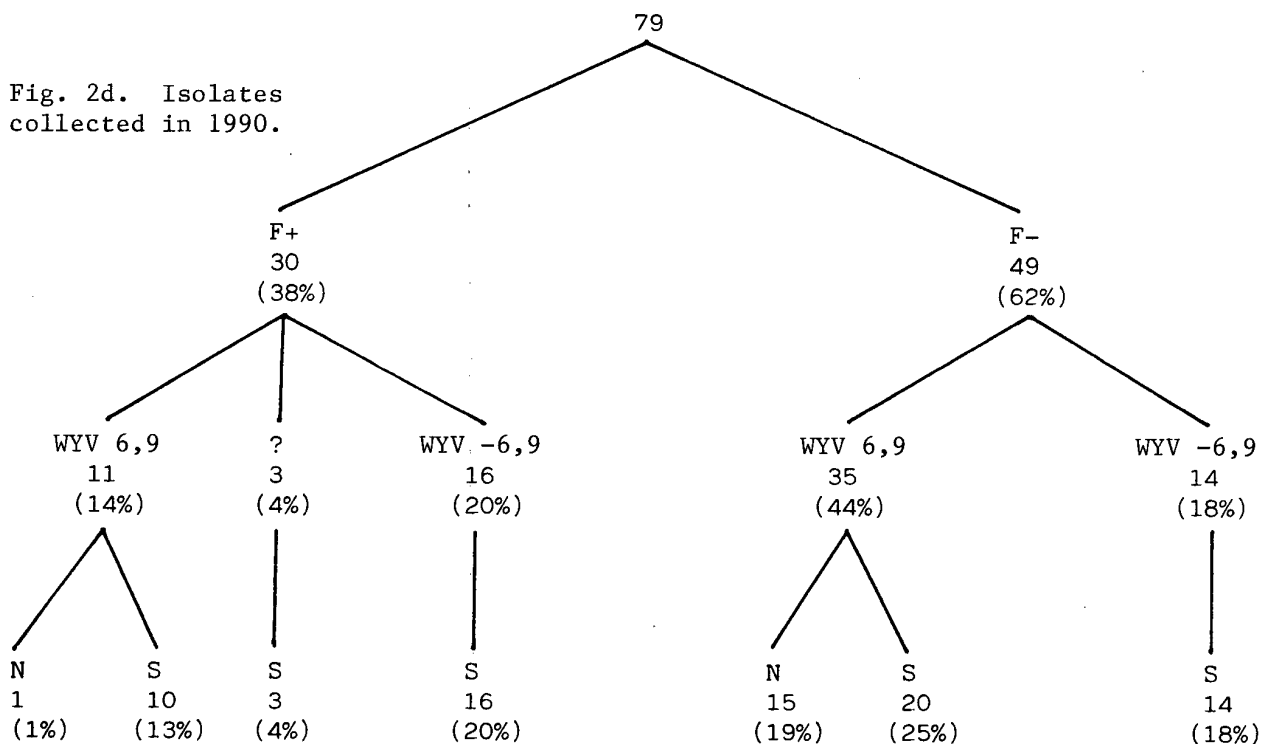 79
Fig. 2d. Isolates
collected in 1990.
F+
30
(38%)
F-
49
(62%)
WYV 6,9
11
(14%)
?
3
(4%)
WYV -6,9
16
(20%)
WYV 6,9
35
(44%)
WYV -6,9
14
(18%)
N
1
(1%)
S
10
(13%)
S
3
(4%)
S
16
(20%)
N
15
(19%)
S
20
(25%)
S
14
(18%)